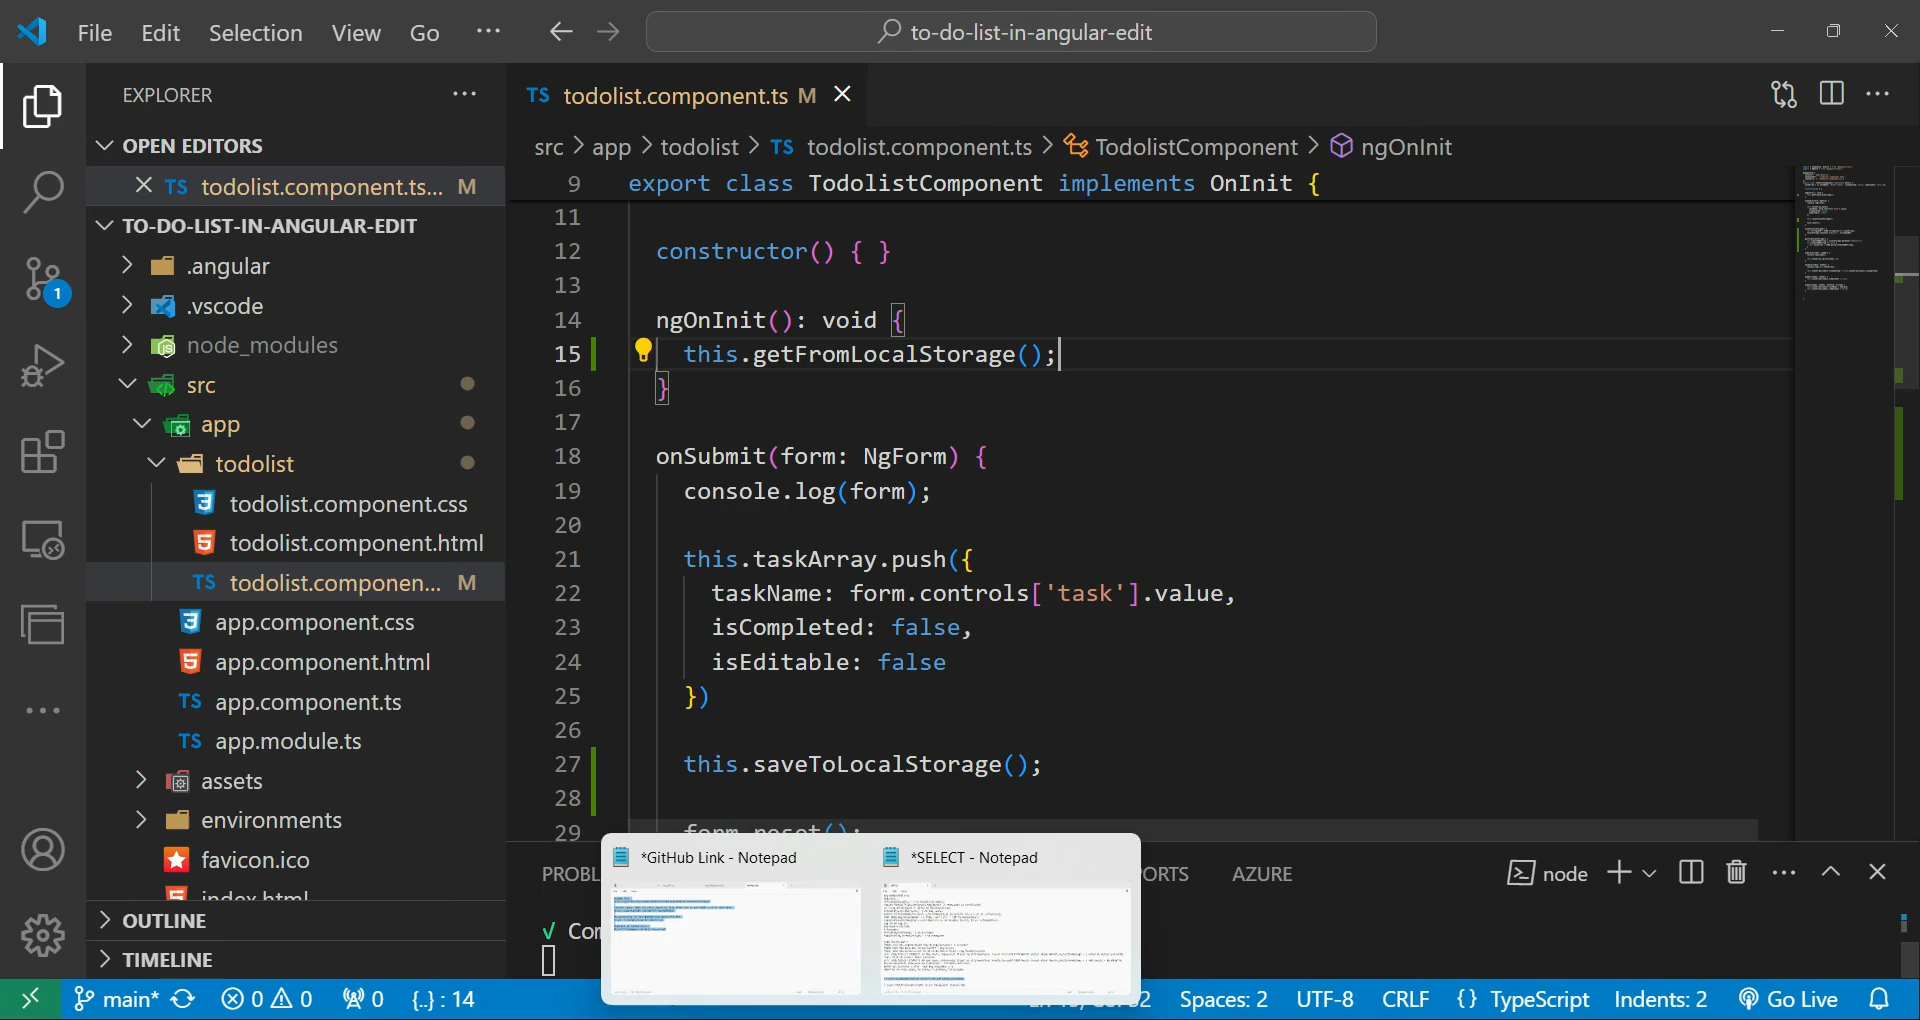 File Edit Selection View Go ··· to-do-list-in-angular-edit
EXPLORER ···
OPEN EDITORS
TS todolist.component.ts... M
TO-DO-LIST-IN-ANGULAR-EDIT
.angular
.vscode
node_modules
src
app
todolist
todolist.component.css
todolist.component.html
TS todolist.componen... M
app.component.css
app.component.html
TS app.component.ts
TS app.module.ts
assets
environments
favicon.ico
index.html
OUTLINE
TIMELINE
1
TS todolist.component.ts M
src > app > todolist > TS todolist.component.ts > TodolistComponent > ngOnInit
9 export class TodolistComponent implements OnInit {
11
12 constructor() { }
13
14 ngOnInit(): void {
15 this.getFromLocalStorage();
16 }
17
18 onSubmit(form: NgForm) {
19 console.log(form);
20
21 this.taskArray.push({
22 taskName: form.controls['task'].value,
23 isCompleted: false,
24 isEditable: false
25 })
26
27 this.saveToLocalStorage();
28
29 form.reset();
PROBL
ORTS AZURE node
√ Con
*GitHub Link - Notepad
*SELECT - Notepad
main* 0 0 0 {..} : 14 Spaces: 2 UTF-8 CRLF {} TypeScript Indents: 2 Go Live